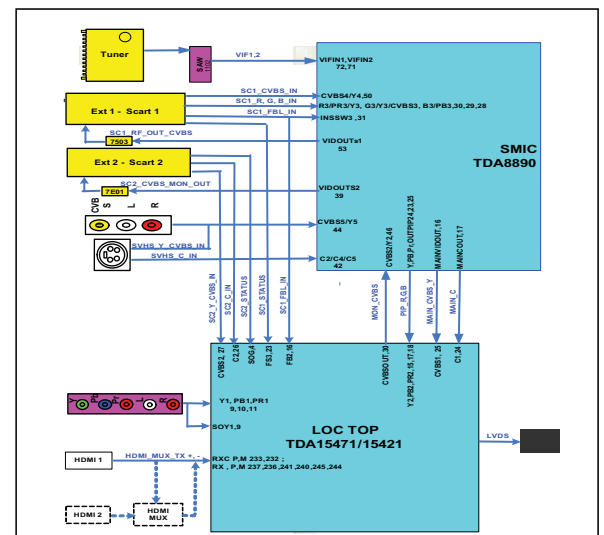 Tuner
SAW
1102
VIF1,2
VIFIN1,VIFIN2
72,71
SC1_CVBS_IN
CVBS4/Y4,50
SC1_R, G, B_IN
R3/PR3/Y3, G3/Y3/CVBS3, B3/PB3,30,29,28
SC1_FBL_IN
INSSW3 ,31
Ext 1 - Scart 1
SC1_RF_OUT_CVBS
7503
VIDOUTs1
53
SMIC
TDA8890
Ext 2 - Scart 2
SC2_CVBS_MON_OUT
7E01
VIDOUTS2
39
CVB
S
L
R
CVBS5/Y5
44
SVHS_Y_CVBS_IN
SVHS_C_IN
C2/C4/C5
42
CVBS2/Y2,46
Y,PB,Pr,OUTPIP24,23,25
MAINVIDOUT,16
MAINCOUT,17
SC2_Y_CVBS_IN
SC2_C_IN
SC2_STATUS
SC1_STATUS
SC1_FBL_IN
MON_CVBS
PIP_R,G,B
MAIN_CVBS_Y
MAIN_C
CVBS2, 27
C2,26
SOG,4
FS3,23
FB2,16
CVBSOUT,30
Y2,PB2,PR2,15,17,18
CVBS1, 25
C1,24
Y
Pb
Pr
L
R
Y1, PB1,PR1
9,10,11
SOY1,9
LOC TOP
TDA15471/15421
LVDS
HDMI 1
HDMI_MUX_TX +, -
RXC P,M 233,232 ;
RX , P,M 237,236,241,240,245,244
HDMI 2
HDMI
MUX